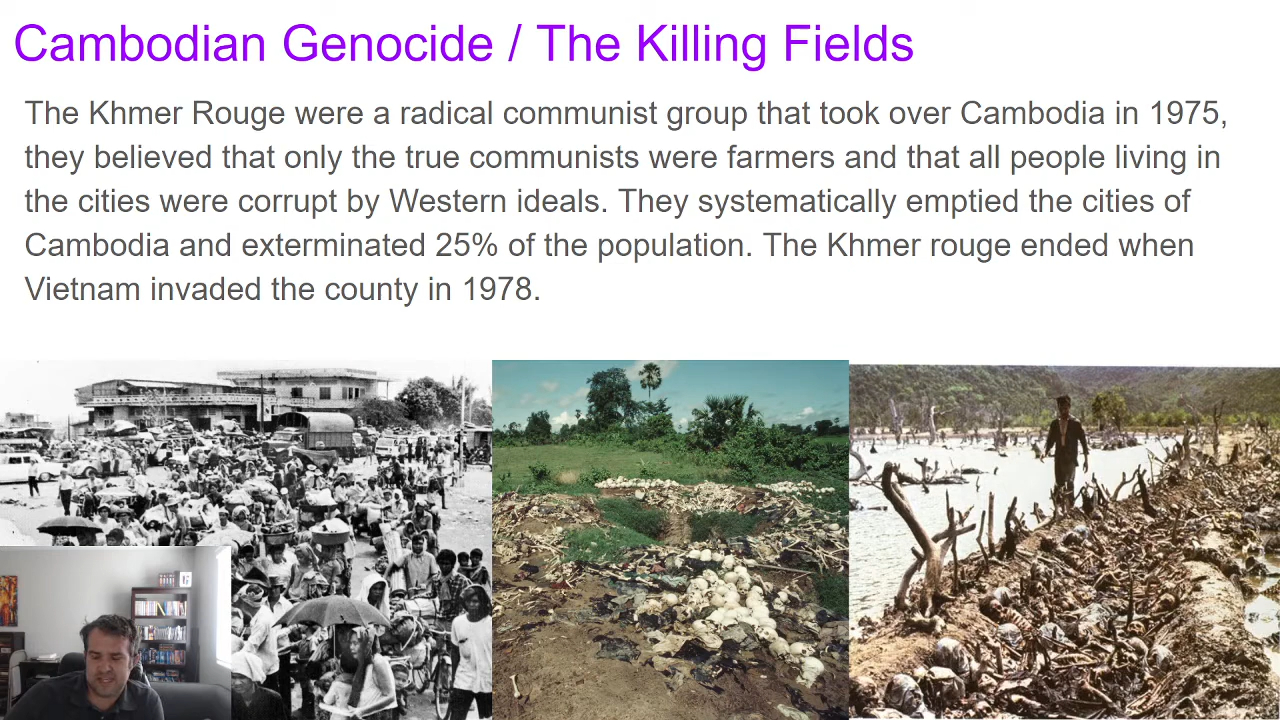 Cambodian Genocide / The Killing Fields
The Khmer Rouge were a radical communist group that took over Cambodia in 1975,
they believed that only the true communists were farmers and that all people living in
the cities were corrupt by Western ideals. They systematically emptied the cities of
Cambodia and exterminated 25% of the population. The Khmer rouge ended when
Vietnam invaded the county in 1978.